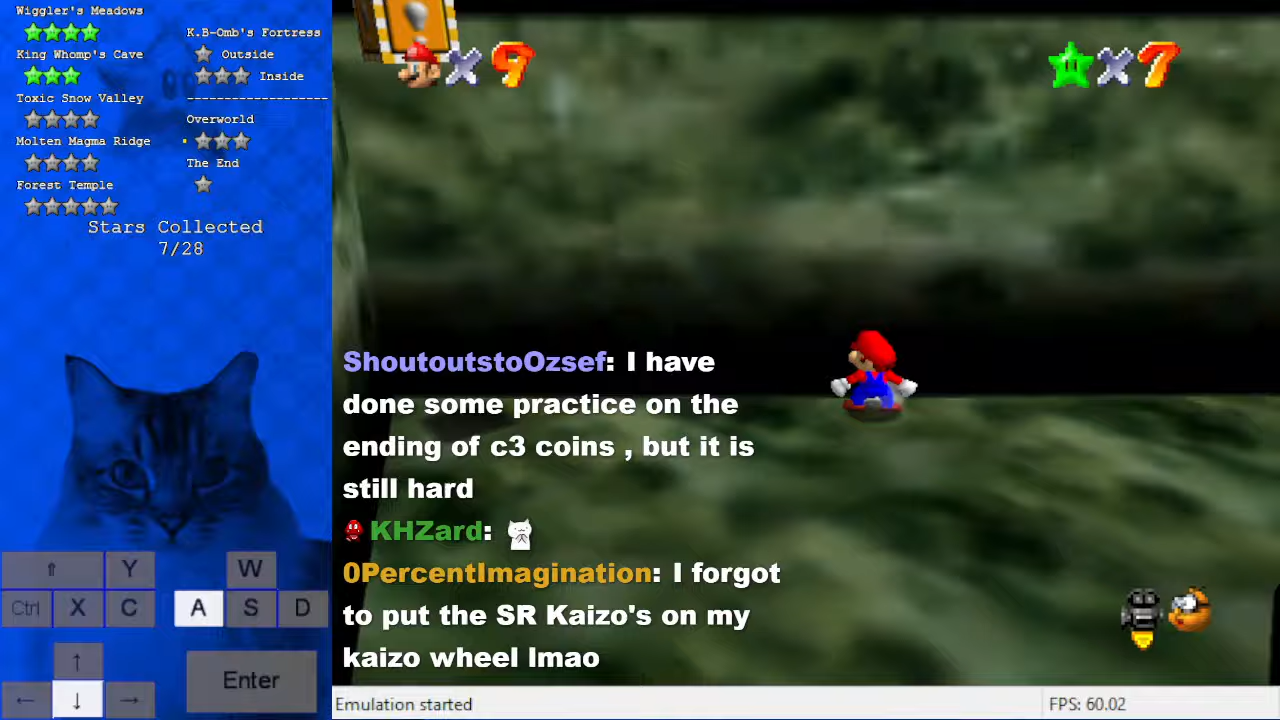 Wiggler's Meadows
King Whomp's Cave
Toxic Snow Valley
Molten Magma Ridge
Forest Temple
K.B-Omb's Fortress
Outside
Inside
--------------------
Overworld
The End
Stars Collected
7/28
9
7
ShoutoutstoOzsef: I have
done some practice on the
ending of c3 coins , but it is
still hard
KHZard:
0PercentImagination: I forgot
to put the SR Kaizo's on my
kaizo wheel lmao
⇧ Y W
Ctrl X C A S D
↑
← ↓ → Enter
Emulation started FPS: 60.02